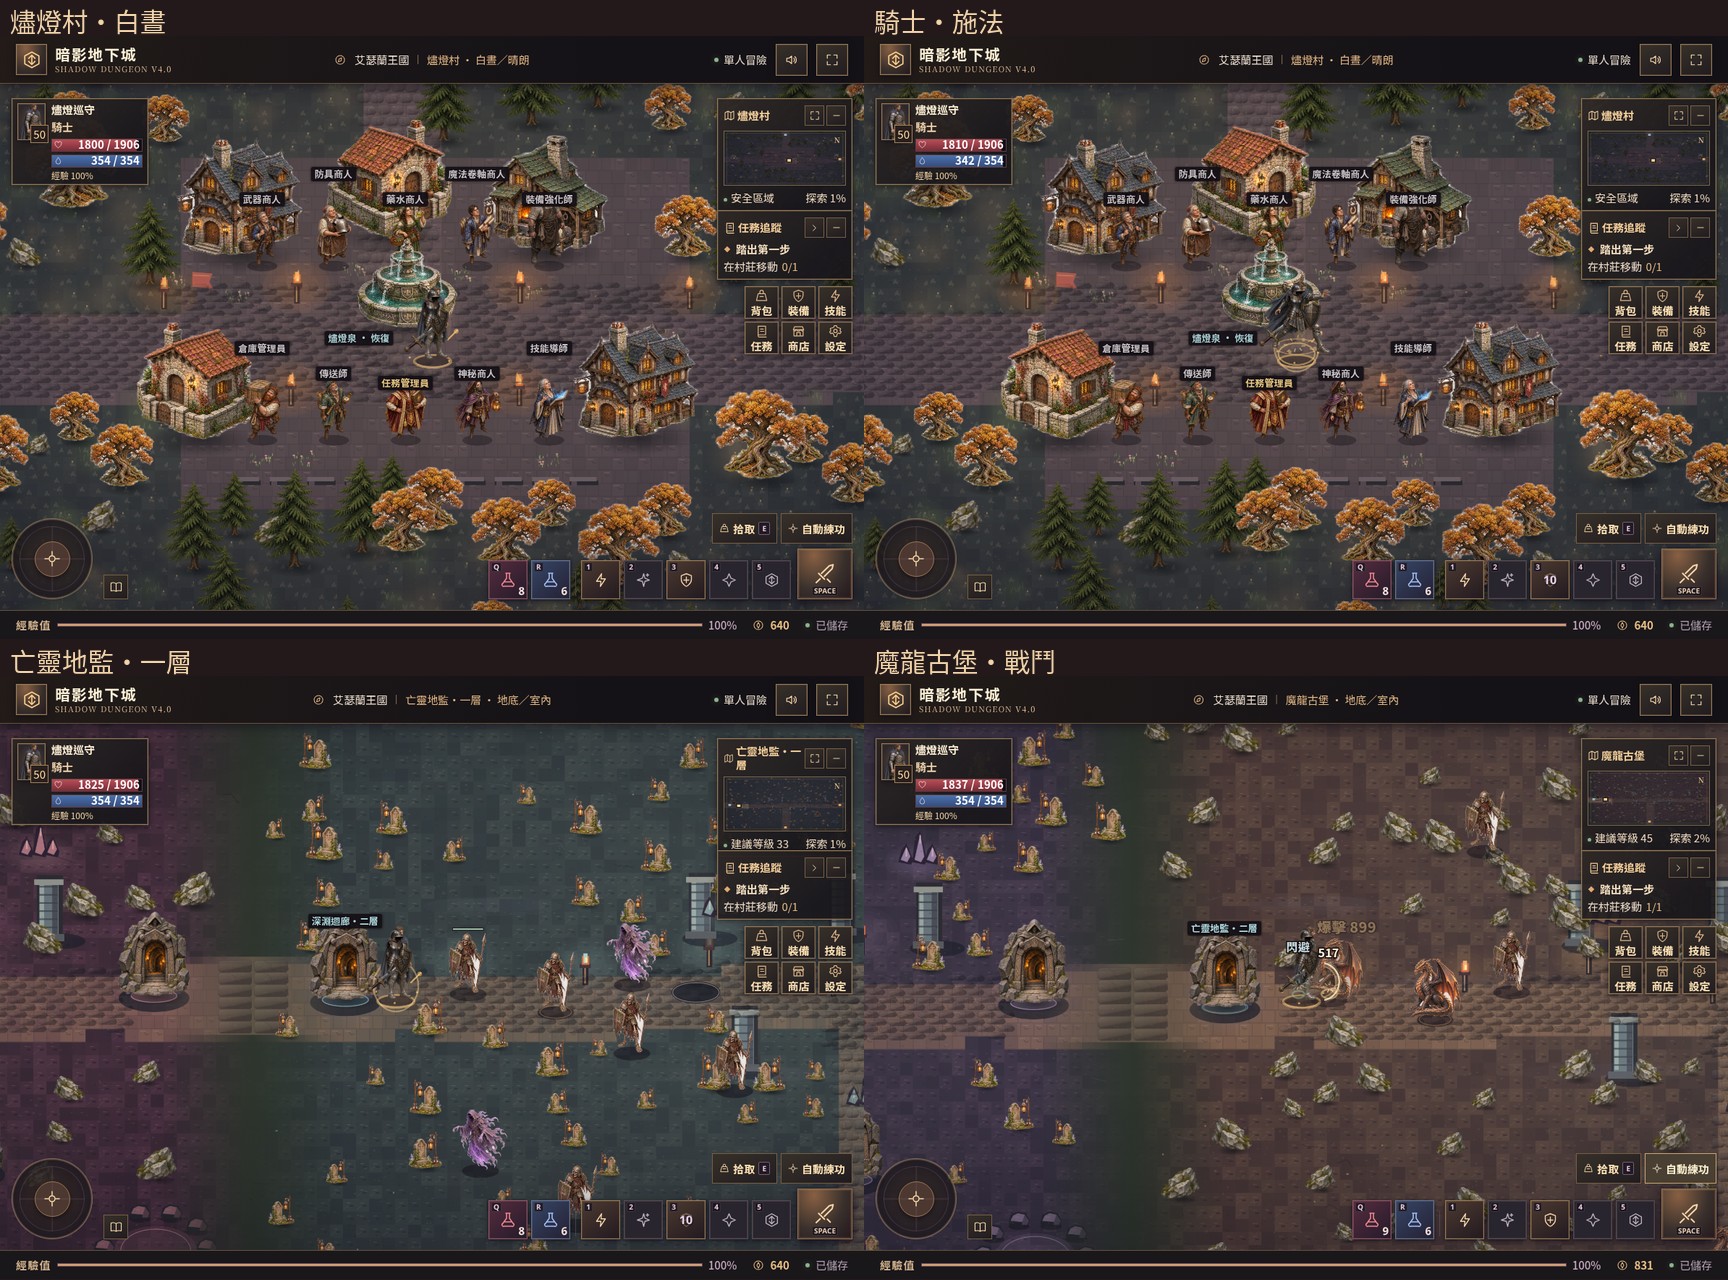 燼燈村・白晝
暗影地下城
SHADOW DUNGEON V4.0
艾瑟蘭王國 | 燼燈村 · 白晝／晴朗
單人冒險
燼燈巡守
騎士
50
1800 / 1906
354 / 354
經驗 100%
燼燈村
N
安全區域 探索 1%
任務追蹤
踏出第一步
在村莊移動 0/1
背包 裝備 技能
任務 商店 設定
防具商人
魔法卷軸商人
武器商人
藥水商人
裝備強化師
燼燈泉 · 恢復
倉庫管理員
技能導師
傳送師
神秘商人
任務管理員
拾取 E
自動練功
Q 8
R 6
1
2
3
4
5
SPACE
經驗值 100% 640 已儲存
騎士・施法
暗影地下城
SHADOW DUNGEON V4.0
艾瑟蘭王國 | 燼燈村 · 白晝／晴朗
單人冒險
燼燈巡守
騎士
50
1810 / 1906
342 / 354
經驗 100%
燼燈村
N
安全區域 探索 1%
任務追蹤
踏出第一步
在村莊移動 0/1
背包 裝備 技能
任務 商店 設定
防具商人
魔法卷軸商人
武器商人
藥水商人
裝備強化師
燼燈泉 · 恢復
倉庫管理員
技能導師
傳送師
神秘商人
任務管理員
拾取 E
自動練功
Q 8
R 6
1
2
3 10
4
5
SPACE
經驗值 100% 640 已儲存
亡靈地監・一層
暗影地下城
SHADOW DUNGEON V4.0
艾瑟蘭王國 | 亡靈地監・一層 · 地底／室內
單人冒險
燼燈巡守
騎士
50
1825 / 1906
354 / 354
經驗 100%
亡靈地監・一
層
N
建議等級 33 探索 1%
任務追蹤
踏出第一步
在村莊移動 0/1
背包 裝備 技能
任務 商店 設定
深淵迴廊・二層
拾取 E
自動練功
Q 8
R 6
1
2
3 10
4
5
SPACE
經驗值 100% 640 已儲存
魔龍古堡・戰鬥
暗影地下城
SHADOW DUNGEON V4.0
艾瑟蘭王國 | 魔龍古堡 · 地底／室內
單人冒險
燼燈巡守
騎士
50
1837 / 1906
354 / 354
經驗 100%
魔龍古堡
N
建議等級 45 探索 2%
任務追蹤
踏出第一步
在村莊移動 1/1
背包 裝備 技能
任務 商店 設定
亡靈地監・二層
爆擊 899
閃避
517
拾取 E
自動練功
Q 9
R 6
1
2
3
4
5
SPACE
經驗值 100% 831 已儲存